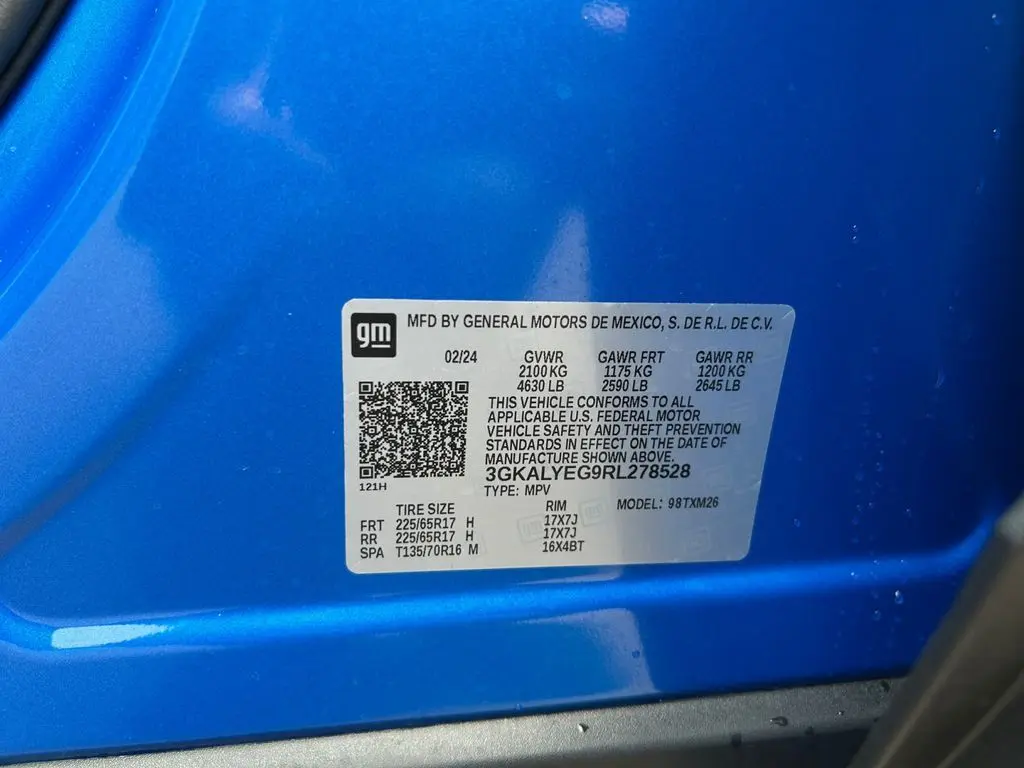 gm
MFD BY GENERAL MOTORS DE MEXICO, S. DE R.L. DE C.V.
02/24 GVWR GAWR FRT GAWR RR
2100 KG 1175 KG 1200 KG
4630 LB 2590 LB 2645 LB
THIS VEHICLE CONFORMS TO ALL
APPLICABLE U.S. FEDERAL MOTOR
VEHICLE SAFETY AND THEFT PREVENTION
STANDARDS IN EFFECT ON THE DATE OF
MANUFACTURE SHOWN ABOVE.
3GKALYEG9RL278528
121H
TYPE: MPV
TIRE SIZE RIM MODEL: 98TXM26
FRT 225/65R17 H 17X7J
RR 225/65R17 H 17X7J
SPA T135/70R16 M 16X4BT